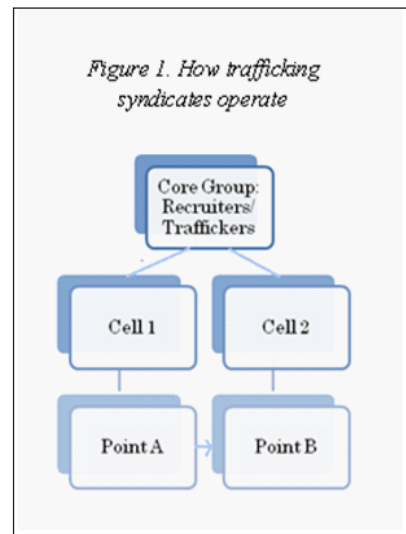 Figure 1. How trafficking
syndicates operate
Core Group:
Recruiters/
Traffickers
Cell 1
Cell 2
Point A
Point B